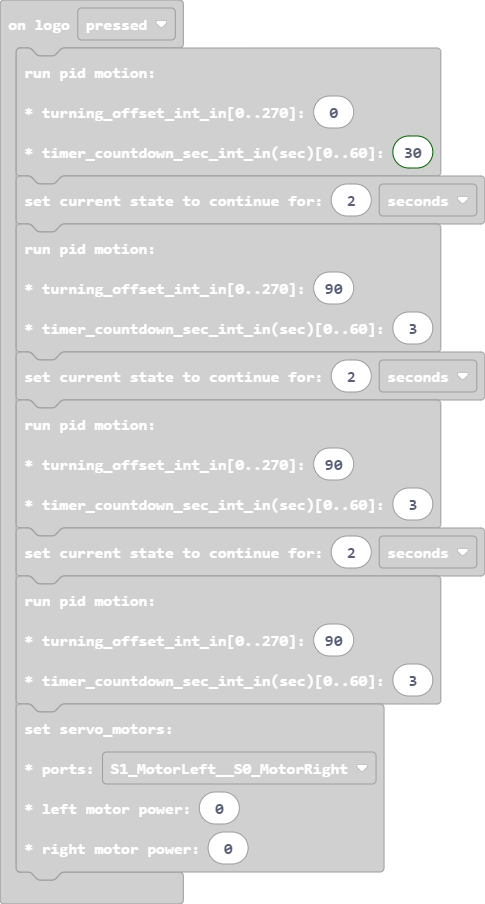 on logo pressed
run pid motion:
* turning_offset_int_in[0..270]: 0
* timer_countdown_sec_int_in(sec)[0..60]: 30
set current state to continue for: 2 seconds
run pid motion:
* turning_offset_int_in[0..270]: 90
* timer_countdown_sec_int_in(sec)[0..60]: 3
set current state to continue for: 2 seconds
run pid motion:
* turning_offset_int_in[0..270]: 90
* timer_countdown_sec_int_in(sec)[0..60]: 3
set current state to continue for: 2 seconds
run pid motion:
* turning_offset_int_in[0..270]: 90
* timer_countdown_sec_int_in(sec)[0..60]: 3
set servo_motors:
* ports: S1_MotorLeft__S0_MotorRight
* left motor power: 0
* right motor power: 0